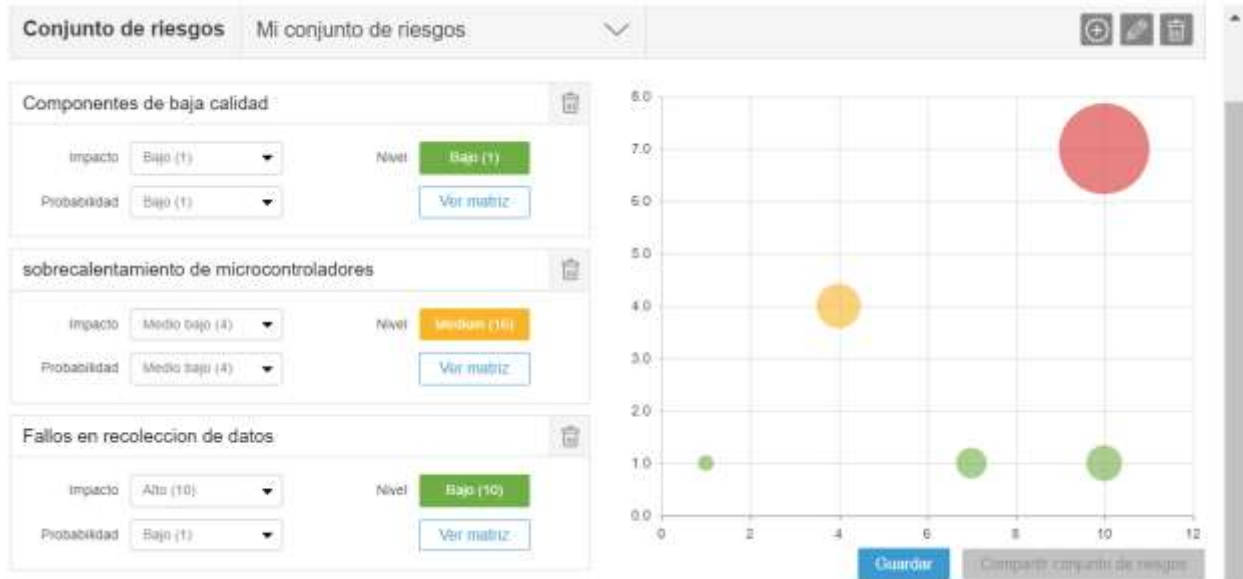 Conjunto de riesgos Mi conjunto de riesgos
Componentes de baja calidad
Impacto Bajo (1) Nivel Bajo (1)
Probabilidad Bajo (1) Ver matriz
sobrecalentamiento de microcontroladores
Impacto Medio bajo (4) Nivel Medium (16)
Probabilidad Medio bajo (4) Ver matriz
Fallos en recoleccion de datos
Impacto Alto (10) Nivel Bajo (10)
Probabilidad Bajo (1) Ver matriz
8.0
7.0
6.0
5.0
4.0
3.0
2.0
1.0
0.0
0 2 4 6 8 10 12
Guardar Compartir conjunto de riesgos